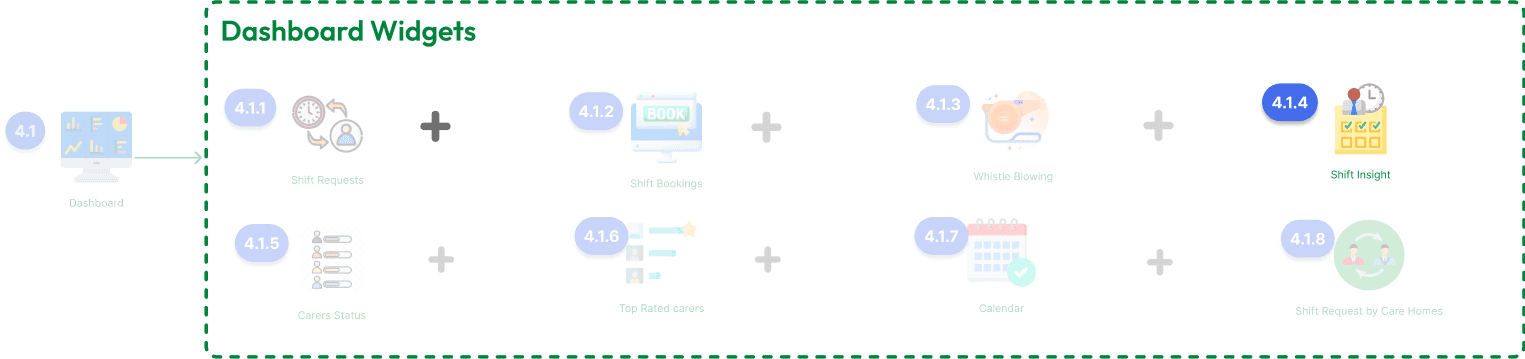 Dashboard Widgets
4.1
Dashboard
4.1.1
Shift Requests
4.1.2
BOOK
Shift Bookings
4.1.3
Whistle Blowing
4.1.4
Shift Insight
4.1.5
Carers Status
4.1.6
Top Rated carers
4.1.7
Calendar
4.1.8
Shift Request by Care Homes